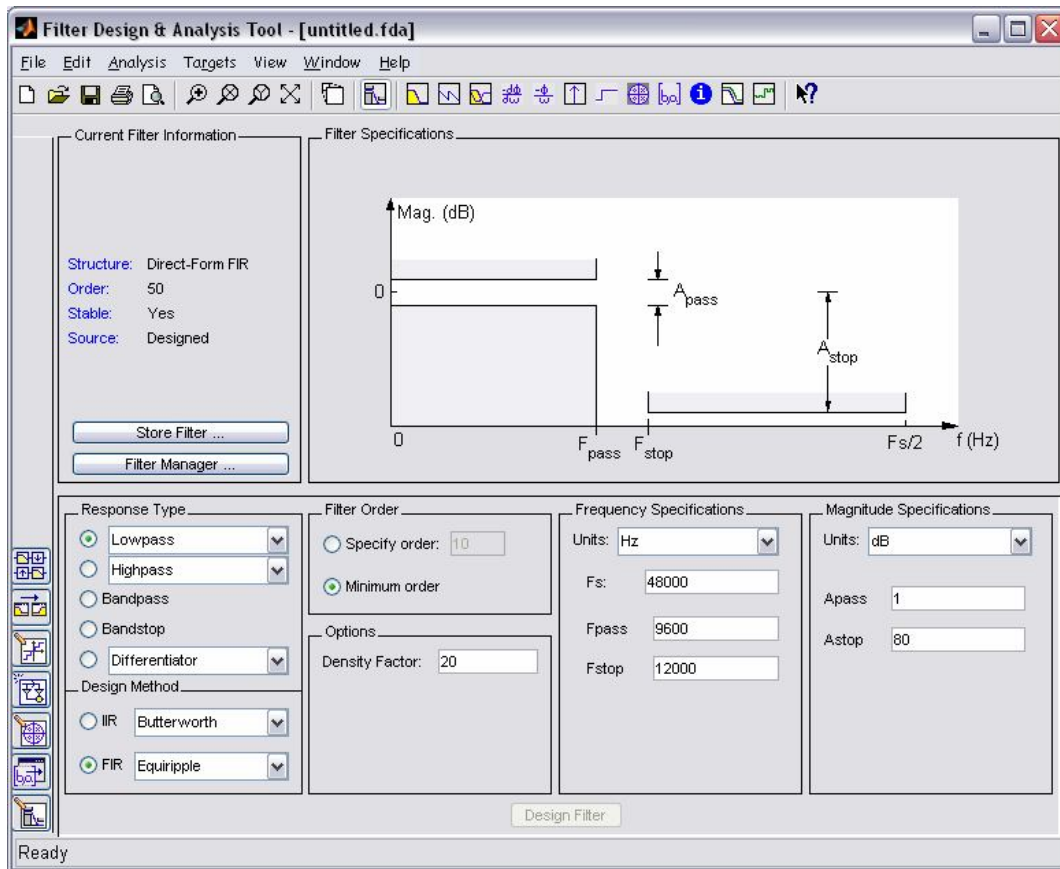 Filter Design & Analysis Tool - [untitled.fda]
File Edit Analysis Targets View Window Help
Current Filter Information
Structure: Direct-Form FIR
Order: 50
Stable: Yes
Source: Designed
Store Filter ...
Filter Manager ...
Filter Specifications
Mag. (dB)
0
A pass
A stop
0
F pass
F stop
Fs/2
f (Hz)
Response Type
Lowpass
Highpass
Bandpass
Bandstop
Differentiator
Design Method
IIR Butterworth
FIR Equiripple
Filter Order
Specify order: 10
Minimum order
Options
Density Factor: 20
Frequency Specifications
Units: Hz
Fs: 48000
Fpass 9600
Fstop 12000
Magnitude Specifications
Units: dB
Apass 1
Astop 80
Design Filter
Ready